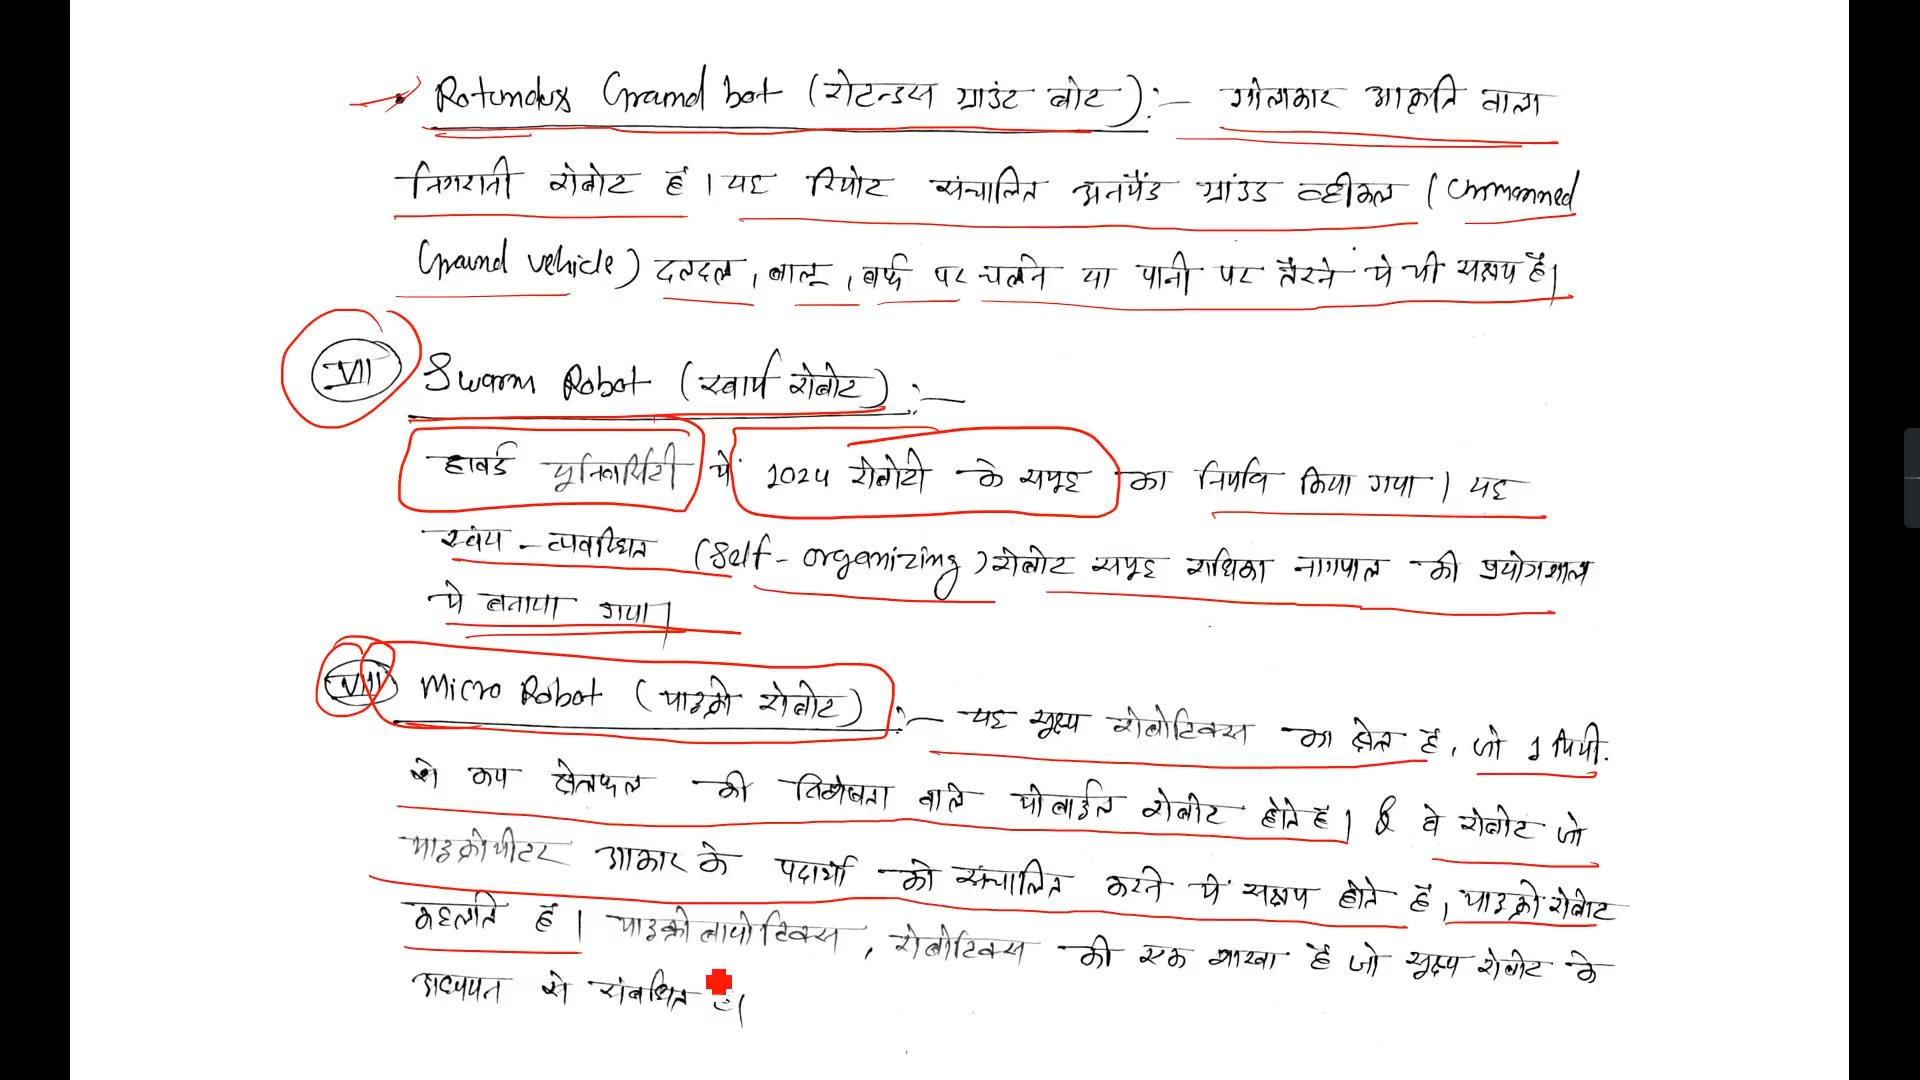 Rotundus Ground bot (रोटन्डस ग्राउंट बोट) :- गोलाकार आकृति वाला
निगरानी रोबोट है। यह रिमोट संचालित अनमैंड ग्रांउड व्हीकल (Unmanned
Ground vehicle) दलदल, बालू, बर्फ पर चलने या पानी पर तैरने मे भी सक्षम है।
VII Swarm Robot (स्वार्म रोबोट) :-
हावर्ड यूनिवर्सिटी में 1024 रोबोटो के समूह का निर्माण किया गया। यह
स्वंय-व्यवस्थित (Self-organizing) रोबोट समूह राधिका नागपाल की प्रयोगशाला
मे बनाया गया।
VIII Micro Robot (माइक्रो रोबोट) :- यह सूक्ष्म रोबोटिक्स का क्षेत्र है, जो 1 मिमी.
से कम क्षेत्रफल की विशेषता वाले मोबाईल रोबोट होते है। & वे रोबोट जो
माइक्रोमीटर आकार के पदार्थो को संचालित करने में सक्षम होते है, माइक्रो रोबोट
कहलाते है। माइक्रोबायोटिक्स, रोबोटिक्स की एक शाखा है जो सूक्ष्म रोबोट के
अध्ययन से संबंधित है।